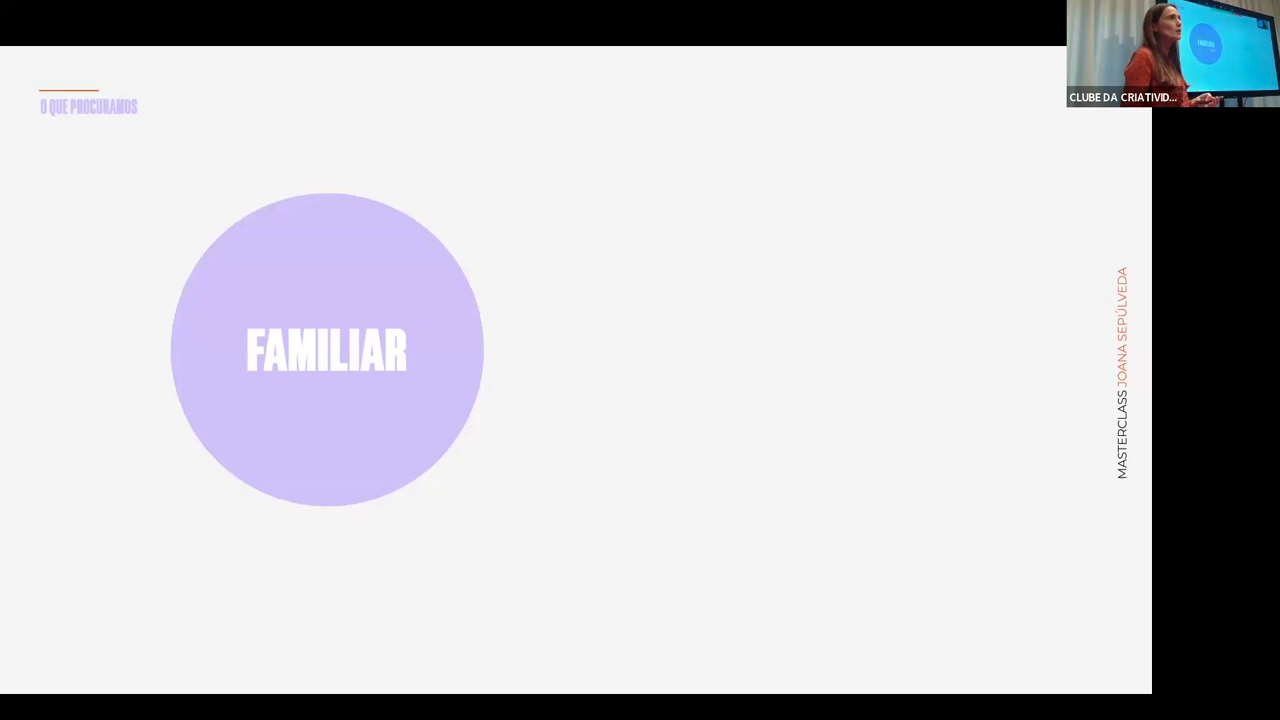 O QUE PROCURAMOS
FAMILIAR
MASTERCLASS JOANA SEPÚLVEDA
CLUBE DA CRIATIVID...